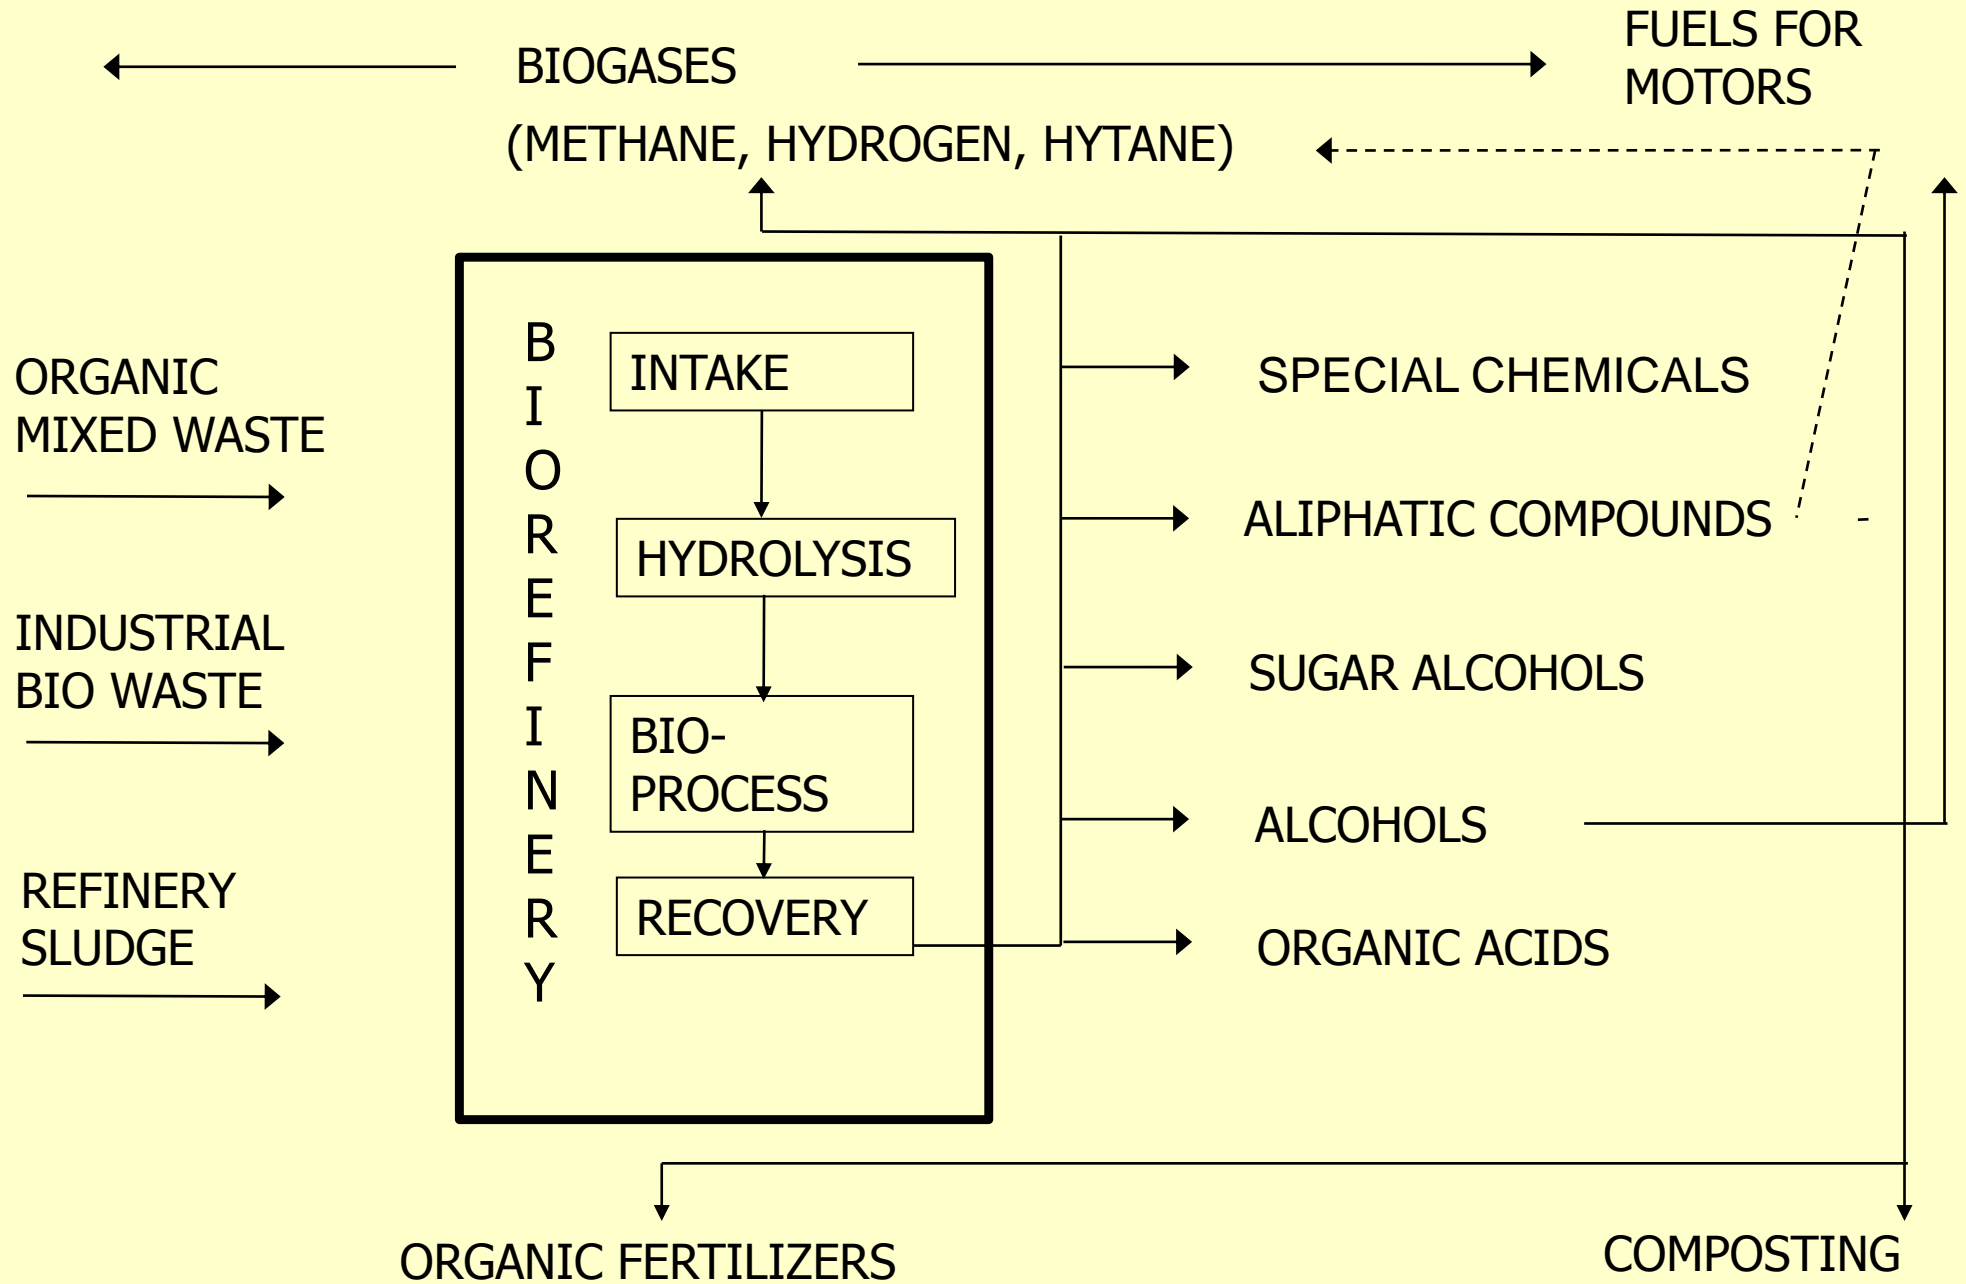 FUELS FOR
MOTORS
BIOGASES
(METHANE, HYDROGEN, HYTANE)
ORGANIC
MIXED WASTE
INDUSTRIAL
BIO WASTE
REFINERY
SLUDGE
B
I
O
R
E
F
I
N
E
R
Y
INTAKE
HYDROLYSIS
BIO-
PROCESS
RECOVERY
SPECIAL CHEMICALS
ALIPHATIC COMPOUNDS -
SUGAR ALCOHOLS
ALCOHOLS
ORGANIC ACIDS
ORGANIC FERTILIZERS
COMPOSTING